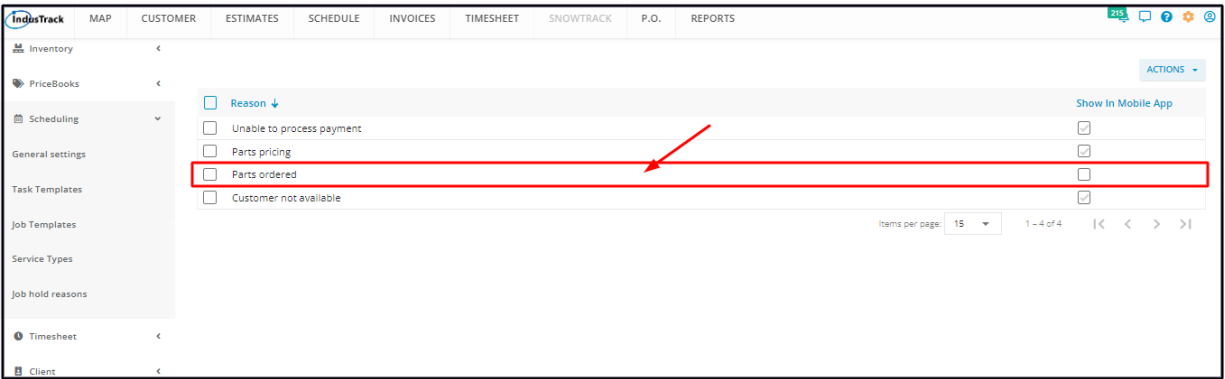 IndusTrack MAP CUSTOMER ESTIMATES SCHEDULE INVOICES TIMESHEET SNOWTRACK P.O. REPORTS 215
Inventory
ACTIONS
PriceBooks
Reason Show In Mobile App
Scheduling
Unable to process payment
General settings
Parts pricing
Parts ordered
Task Templates
Customer not available
Job Templates
Items per page: 15 1 – 4 of 4
Service Types
Job hold reasons
Timesheet
Client